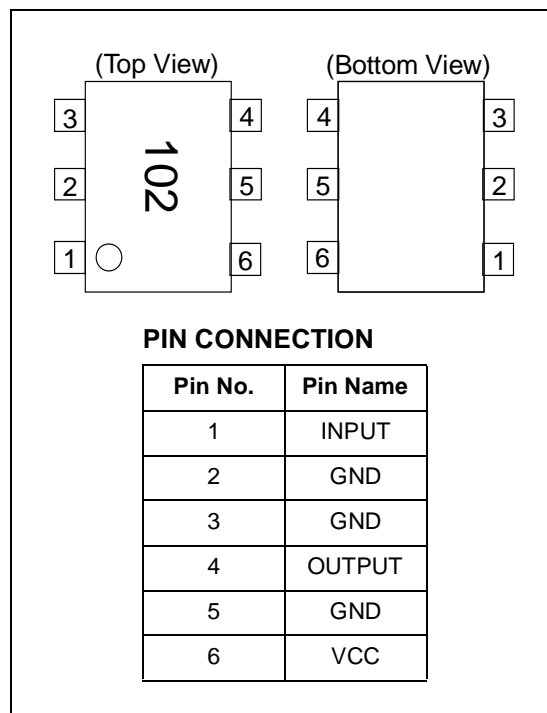 (Top View) (Bottom View)
3 4 4 3
102
2 5 5 2
1 6 6 1
PIN CONNECTION
Pin No. Pin Name
1 INPUT
2 GND
3 GND
4 OUTPUT
5 GND
6 VCC